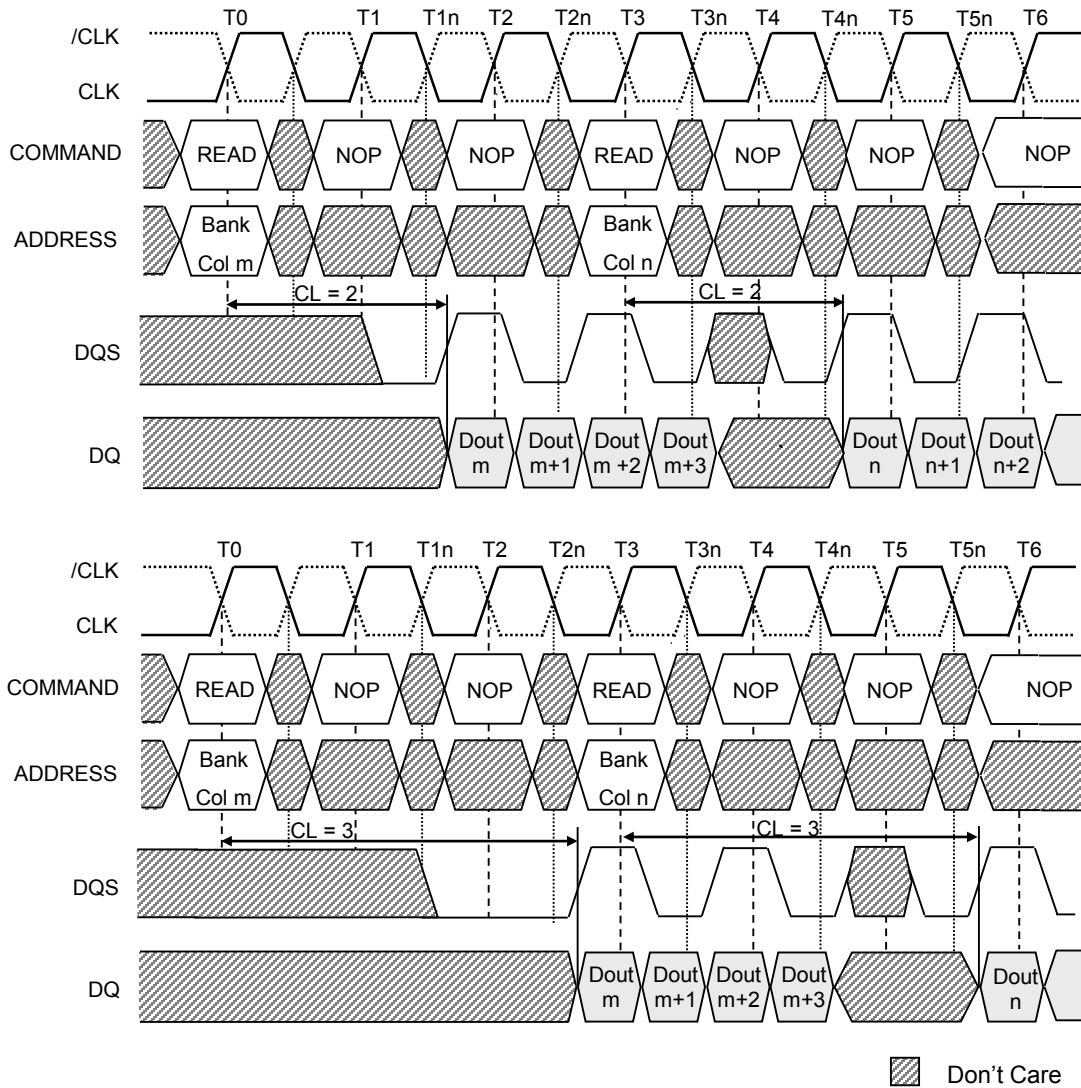 T0 T1 T1n T2 T2n T3 T3n T4 T4n T5 T5n T6
/CLK
CLK
COMMAND READ NOP NOP READ NOP NOP NOP
ADDRESS Bank Col m Bank Col n
CL = 2 CL = 2
DQS
DQ Dout m Dout m+1 Dout m +2 Dout m+3 Dout n Dout n+1 Dout n+2
T0 T1 T1n T2 T2n T3 T3n T4 T4n T5 T5n T6
/CLK
CLK
COMMAND READ NOP NOP READ NOP NOP NOP
ADDRESS Bank Col m Bank Col n
CL = 3 CL = 3
DQS
DQ Dout m Dout m+1 Dout m+2 Dout m+3 Dout n
Don't Care